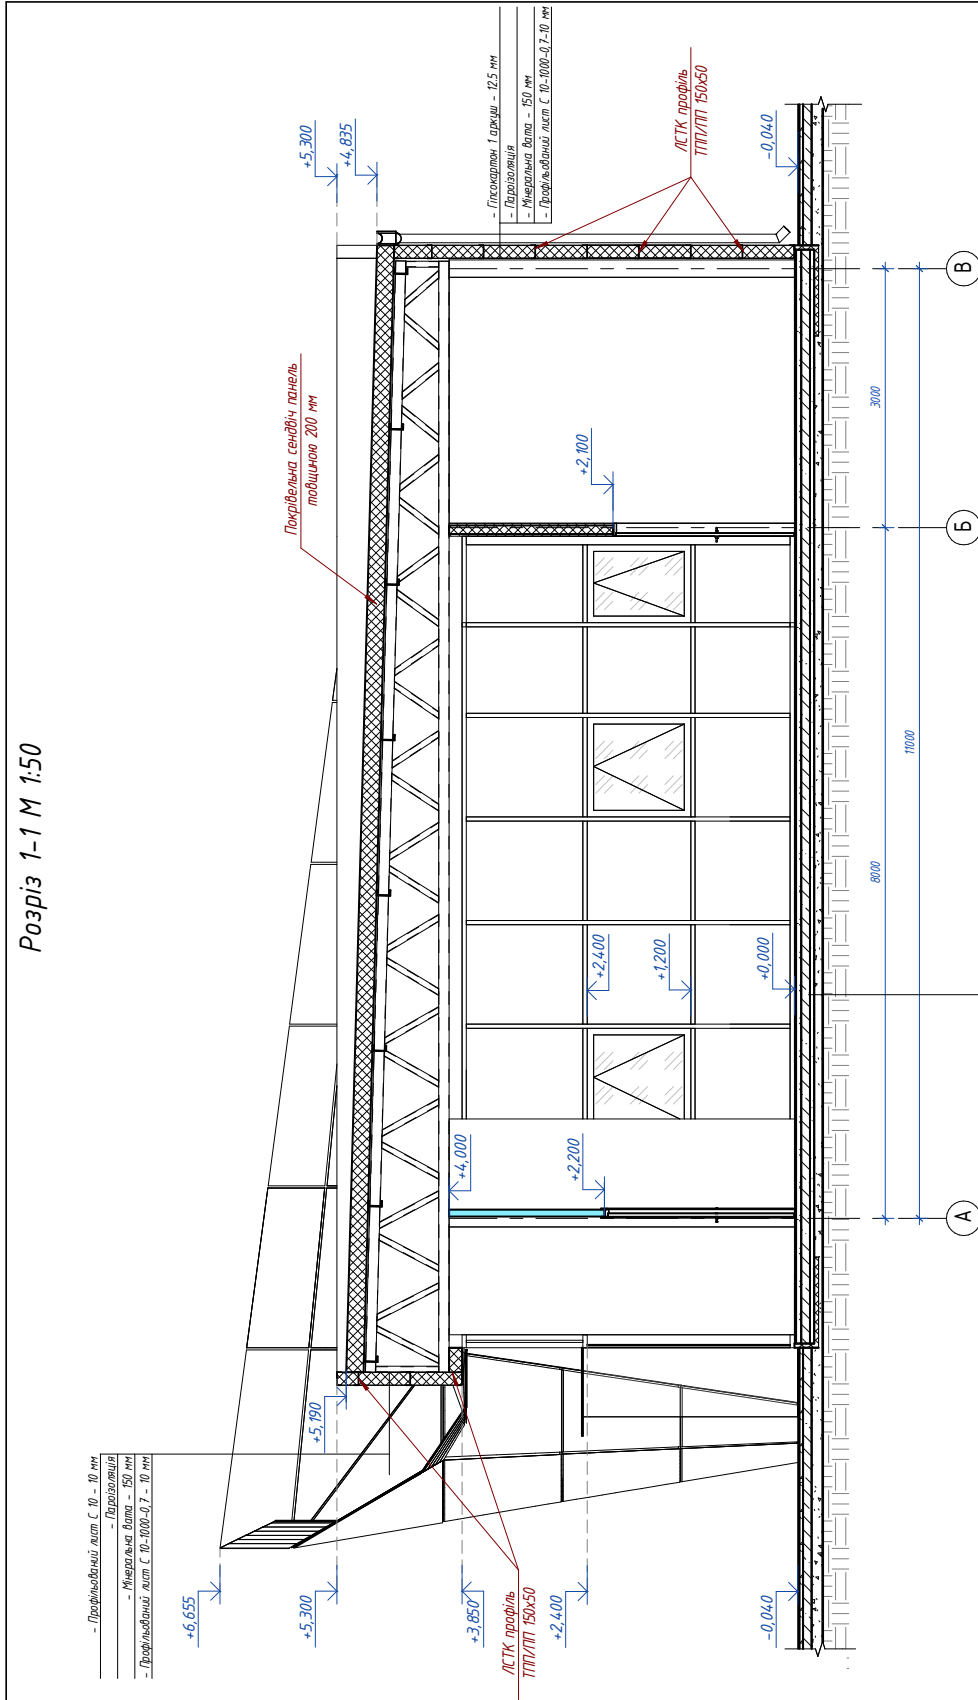 Розріз 1-1 М 1:50
- Профільований лист С 10 - 10 мм
- Пароізоляція
- Мінеральна вата - 150 мм
- Профільований лист С 10-1000-0,7 - 10 мм
+6,655
+5,300
+3,850
+2,400
-0,040
+5,190
ЛСТК профіль
ТПП/ПП 150х50
Покрівельна сендвіч панель
товщиною 200 мм
+5,300
+4,835
- Гіпсокартон 1 аркуш - 12.5 мм
- Пароізоляція
- Мінеральна вата - 150 мм
- Профільований лист С 10-1000-0,7-10 мм
ЛСТК профіль
ТПП/ПП 150х50
-0,040
+4,000
+2,200
+2,400
+1,200
+0,000
+2,100
8000
3000
11000
А
Б
В